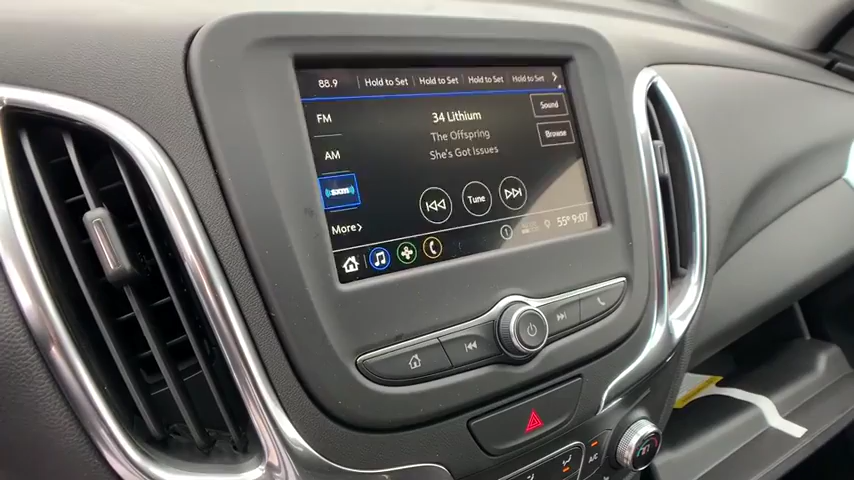 88.9 Hold to Set Hold to Set Hold to Set Hold to Set
FM
34 Lithium
Sound
The Offspring
Browse
AM
She's Got Issues
sxm
Tune
More
1
55° 9:07
A/C